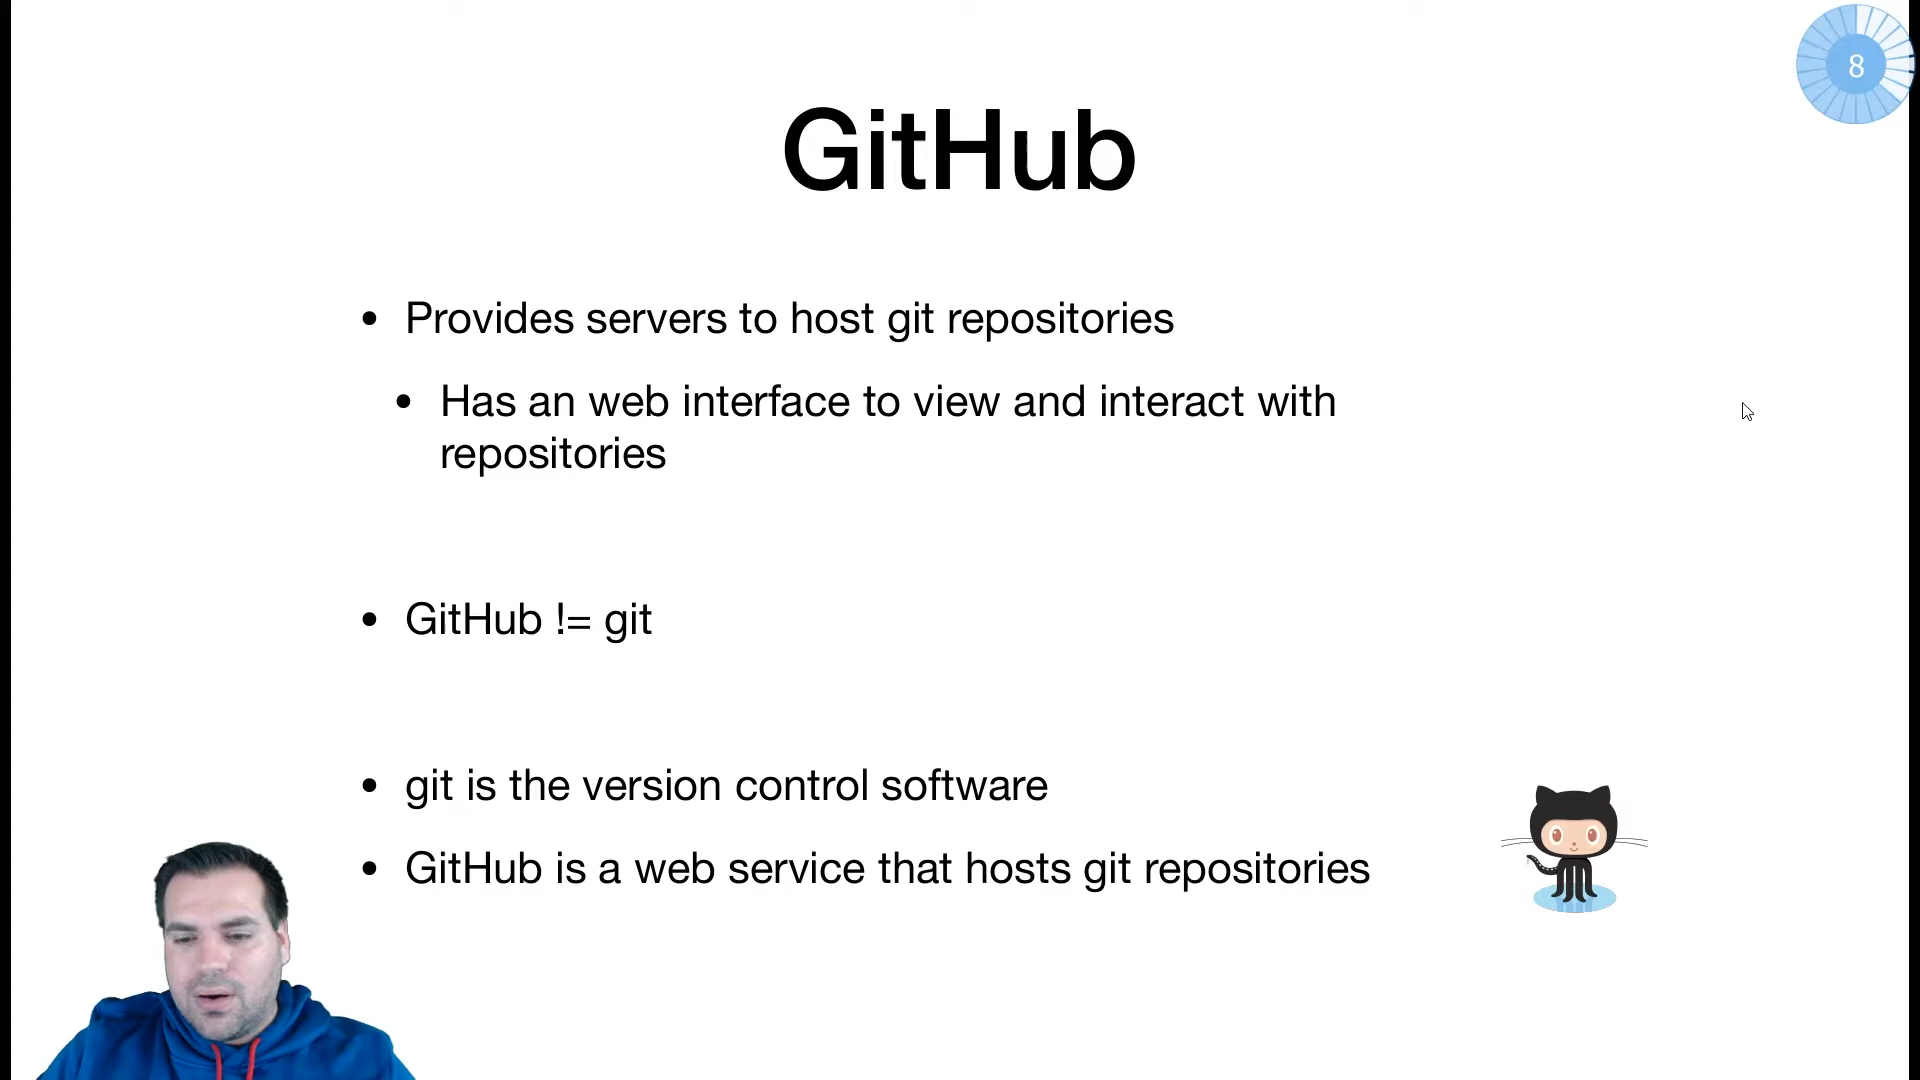 8
GitHub
• Provides servers to host git repositories
• Has an web interface to view and interact with
repositories
• GitHub != git
• git is the version control software
• GitHub is a web service that hosts git repositories